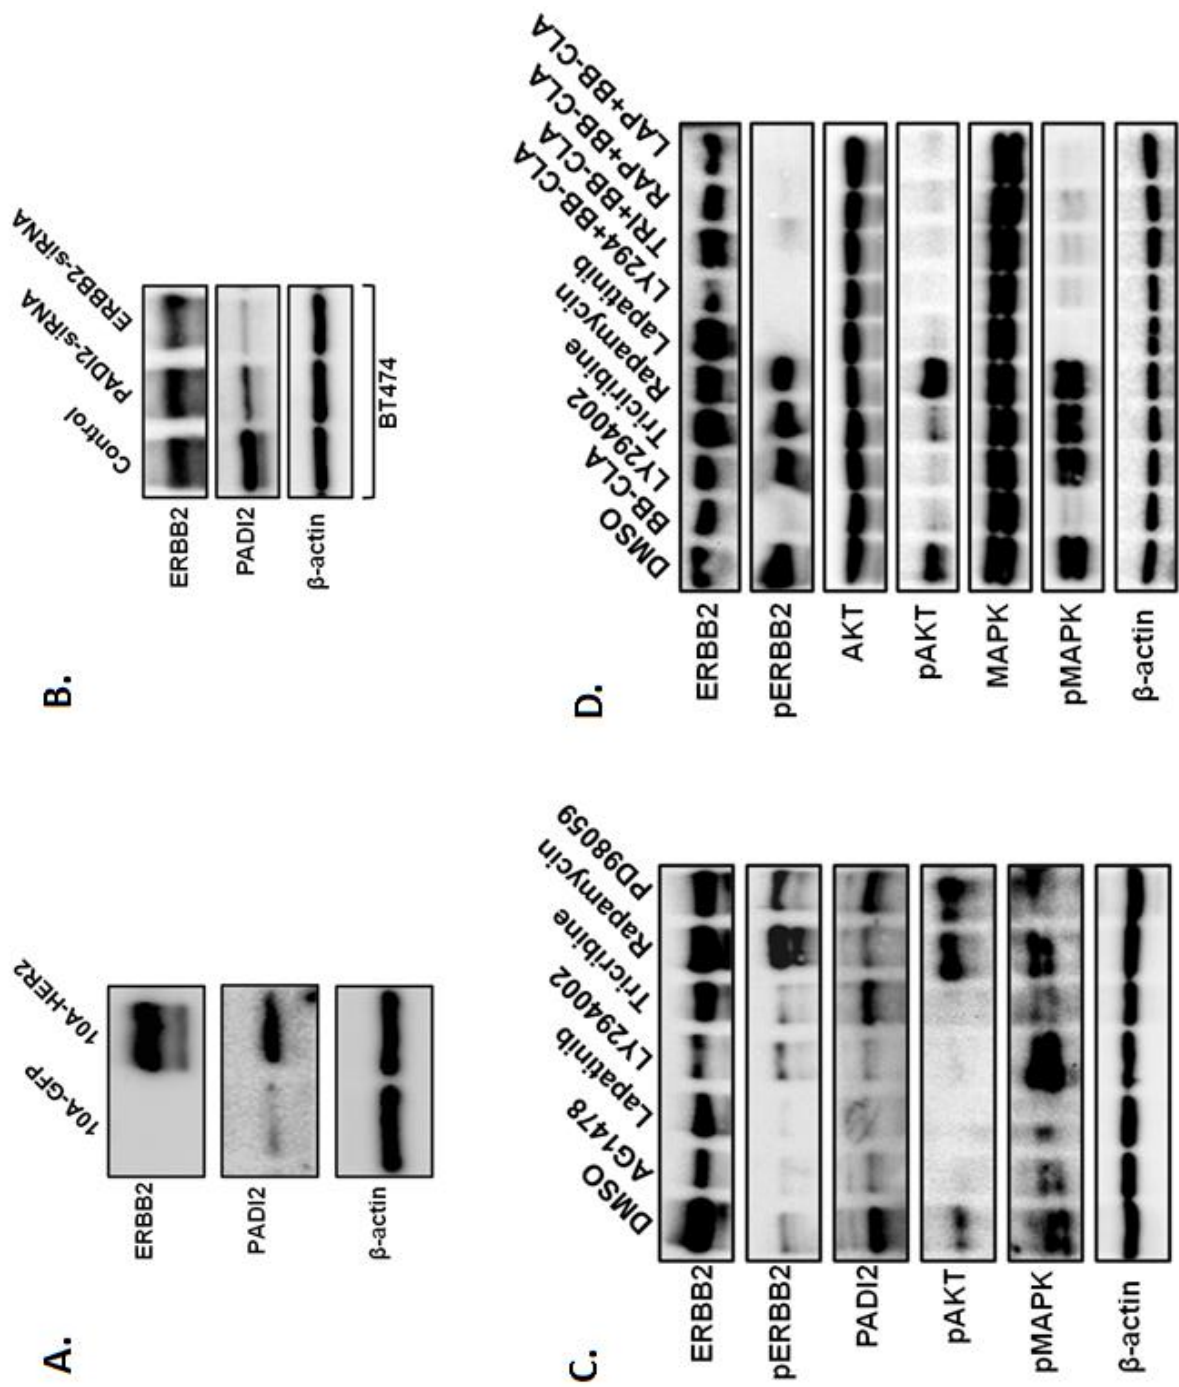 A.
10A-GFP
10A-HER2
ERBB2
PADI2
β-actin
B.
Control
PADI2-siRNA
ERBB2-siRNA
ERBB2
PADI2
β-actin
BT474
C.
DMSO
AG1478
Lapatinib
LY294002
Tricribine
Rapamycin
PD98059
ERBB2
pERBB2
PADI2
pAKT
pMAPK
β-actin
D.
DMSO
BB-CLA
LY294002
Triciribine
Rapamycin
Lapatinib
LY294+BB-CLA
TRI+BB-CLA
RAP+BB-CLA
LAP+BB-CLA
ERBB2
pERBB2
AKT
pAKT
MAPK
pMAPK
β-actin